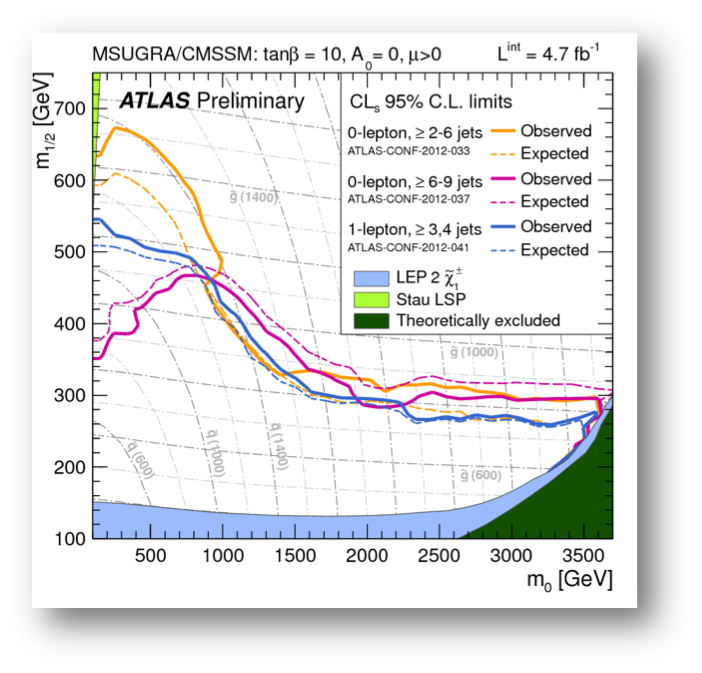 MSUGRA/CMSSM: tanβ = 10, A₀= 0, μ>0 Lⁱⁿᵗ = 4.7 fb⁻¹
m₁/₂ [GeV]
ATLAS Preliminary
CLₛ 95% C.L. limits
0-lepton, ≥ 2-6 jets Observed
ATLAS-CONF-2012-033 Expected
0-lepton, ≥ 6-9 jets Observed
ATLAS-CONF-2012-037 Expected
1-lepton, ≥ 3,4 jets Observed
ATLAS-CONF-2012-041 Expected
LEP 2 χ̃₁±
Stau LSP
Theoretically excluded
g̃ (1400)
g̃ (1000)
g̃ (600)
q̃ (600)
q̃ (1000)
q̃ (1400)
700
600
500
400
300
200
100
500 1000 1500 2000 2500 3000 3500
m₀ [GeV]